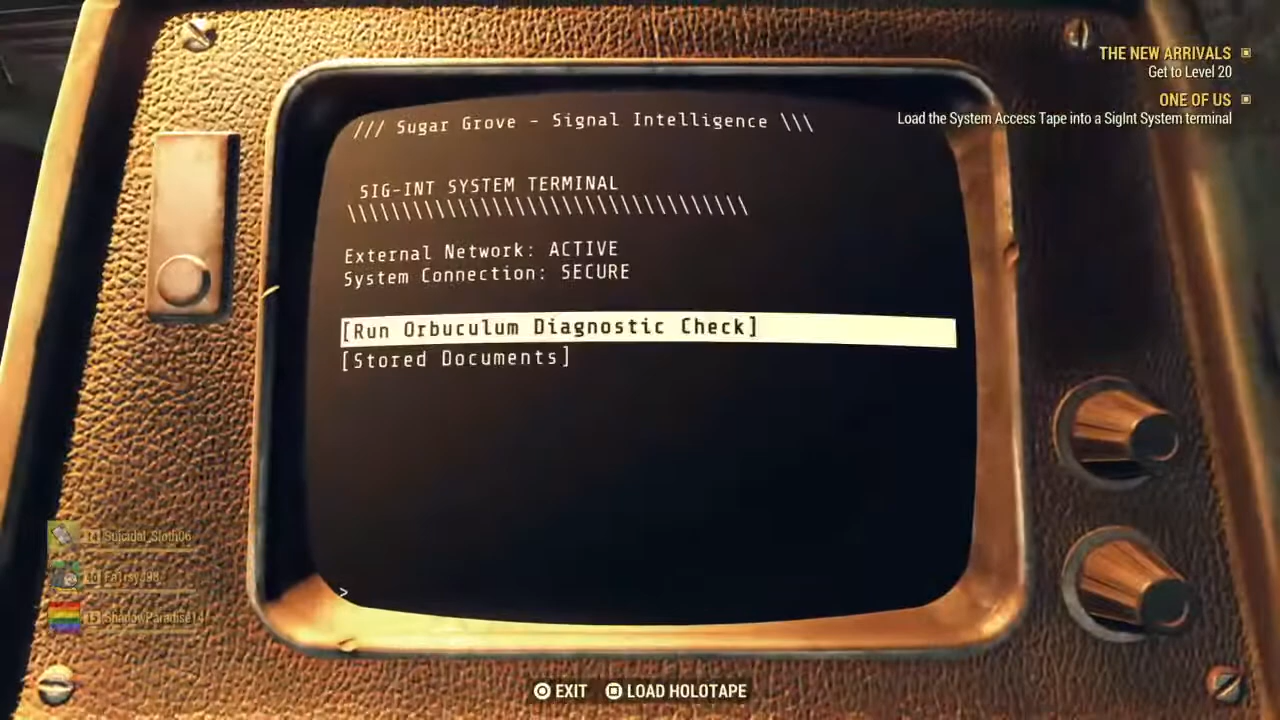 THE NEW ARRIVALS
Get to Level 20
ONE OF US
Load the System Access Tape into a SigInt System terminal
/// Sugar Grove - Signal Intelligence \\\
SIG-INT SYSTEM TERMINAL
\\\\\\\\\\\\\\\\\\\\\\\\\\\\\\\\\\\
External Network: ACTIVE
System Connection: SECURE
[Run Orbuculum Diagnostic Check]
[Stored Documents]
Suicidal_Sloth06
ShadowParadise14
>
EXIT LOAD HOLOTAPE